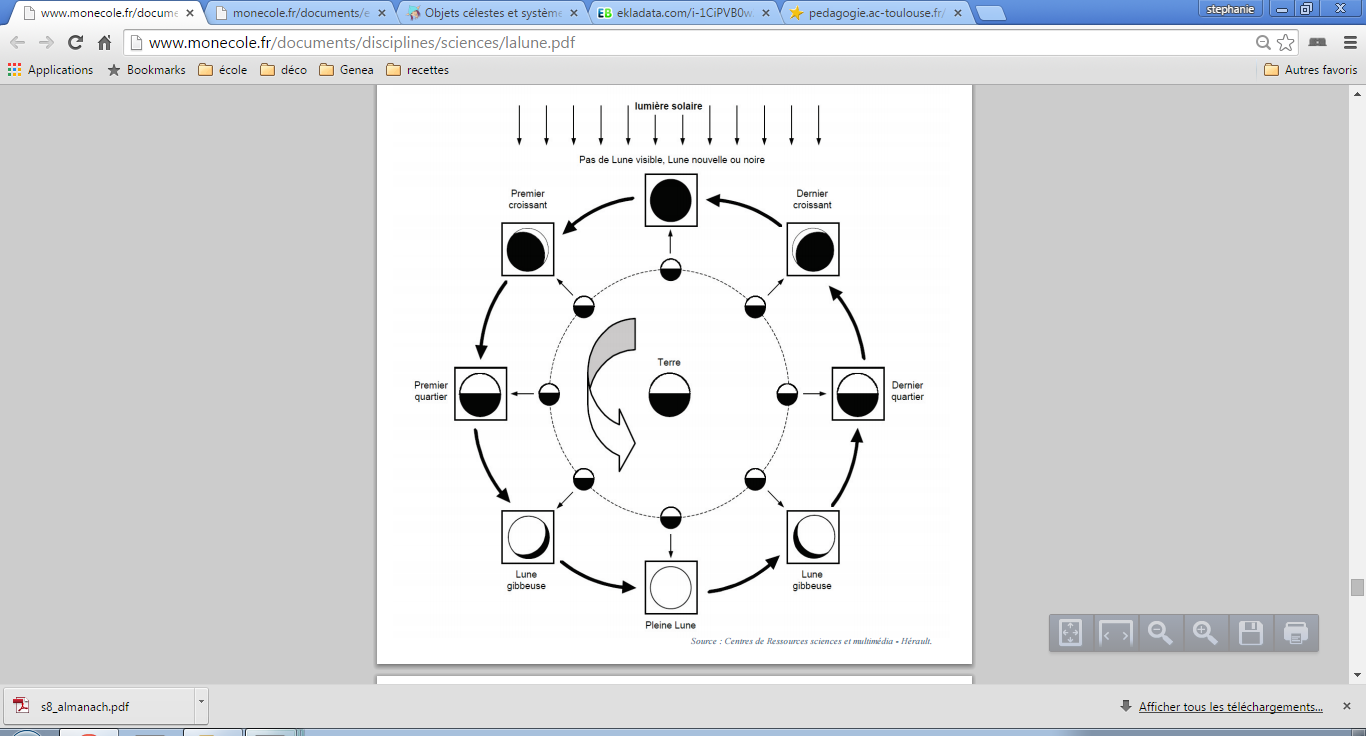 www.monecole.fr/docume
monecole.fr/documents/e
Objets célestes et système
ekladata.com/i-1CiPVB0w
pedagogie.ac-toulouse.fr/
stephanie
www.monecole.fr/documents/disciplines/sciences/lalune.pdf
Applications
Bookmarks
école
déco
Genea
recettes
Autres favoris
lumière solaire
Pas de Lune visible, Lune nouvelle ou noire
Premier
croissant
Dernier
croissant
Terre
Premier
quartier
Dernier
quartier
Lune
gibbeuse
Lune
gibbeuse
Pleine Lune
Source : Centres de Ressources sciences et multimédia - Hérault.
s8_almanach.pdf
Afficher tous les téléchargements...